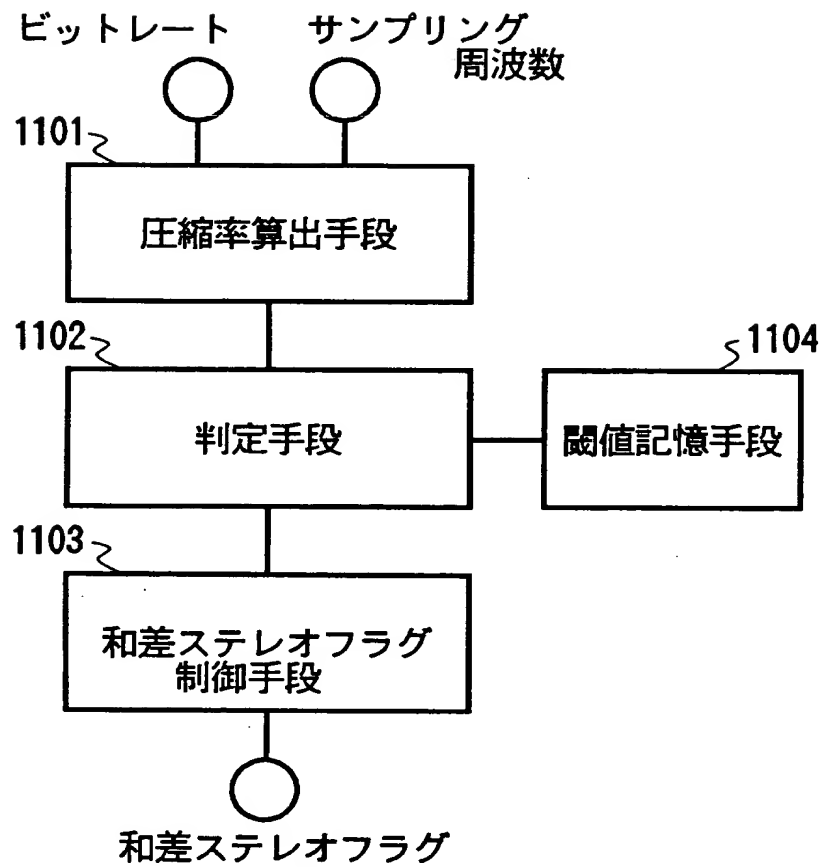 ビットレート
サンプリング
周波数
1101
圧縮率算出手段
1102
判定手段
1104
閾値記憶手段
1103
和差ステレオフラグ
制御手段
和差ステレオフラグ